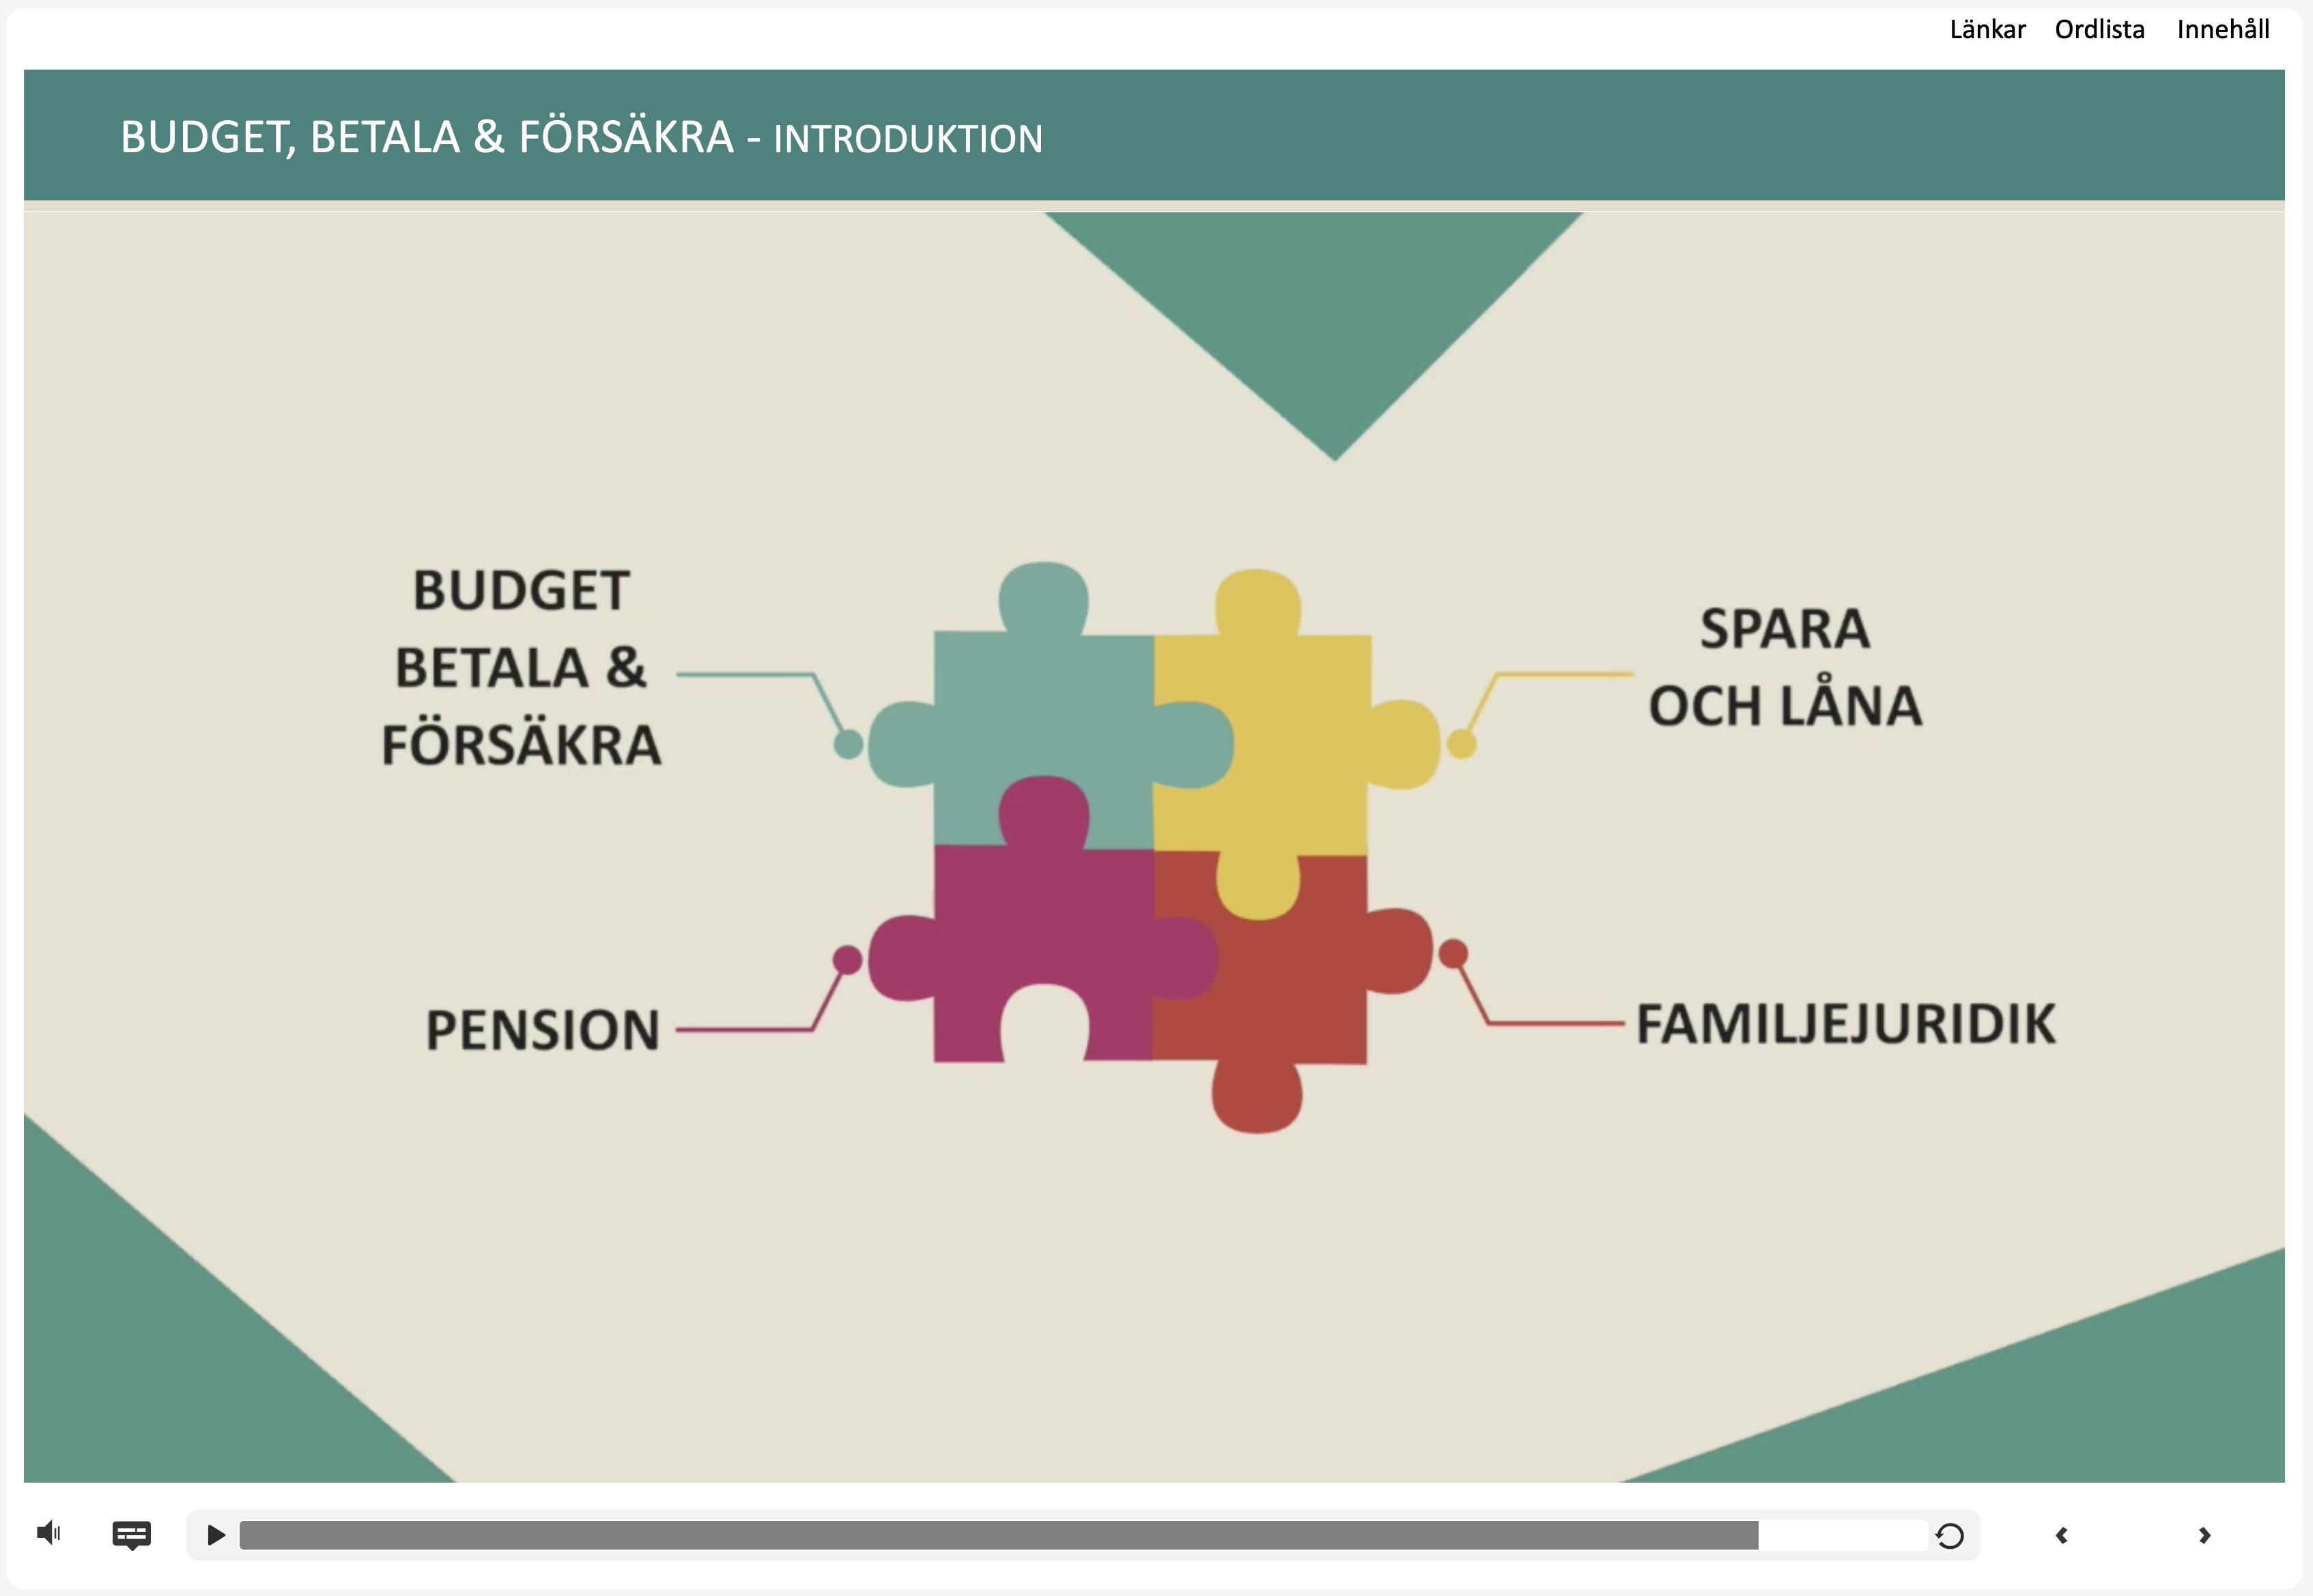 Länkar Ordlista Innehåll
BUDGET, BETALA & FÖRSÄKRA - INTRODUKTION
BUDGET
BETALA &
FÖRSÄKRA
SPARA
OCH LÅNA
PENSION
FAMILJEJURIDIK